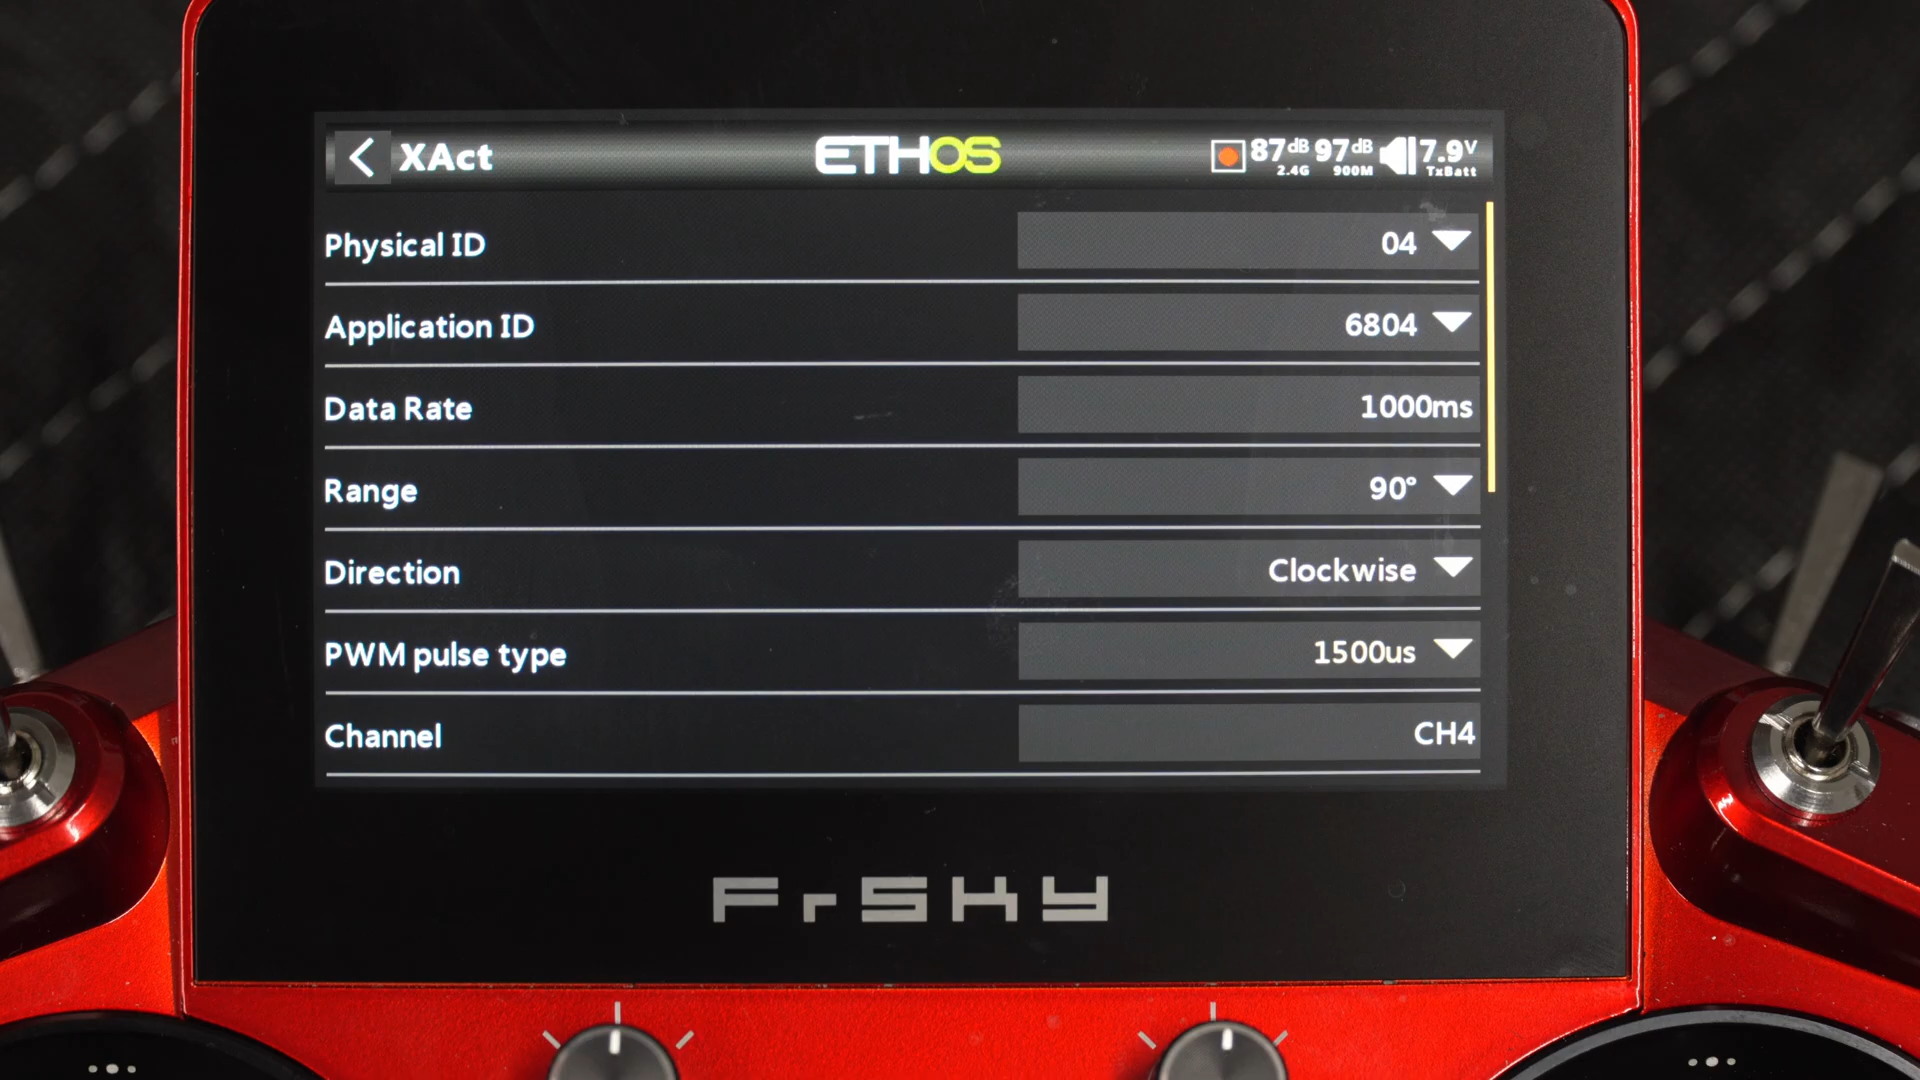 XAct
ETHOS
87dB 2.4G
97dB 900M
7.9V TxBatt
Physical ID 04
Application ID 6804
Data Rate 1000ms
Range 90°
Direction Clockwise
PWM pulse type 1500us
Channel CH4
FrSKY